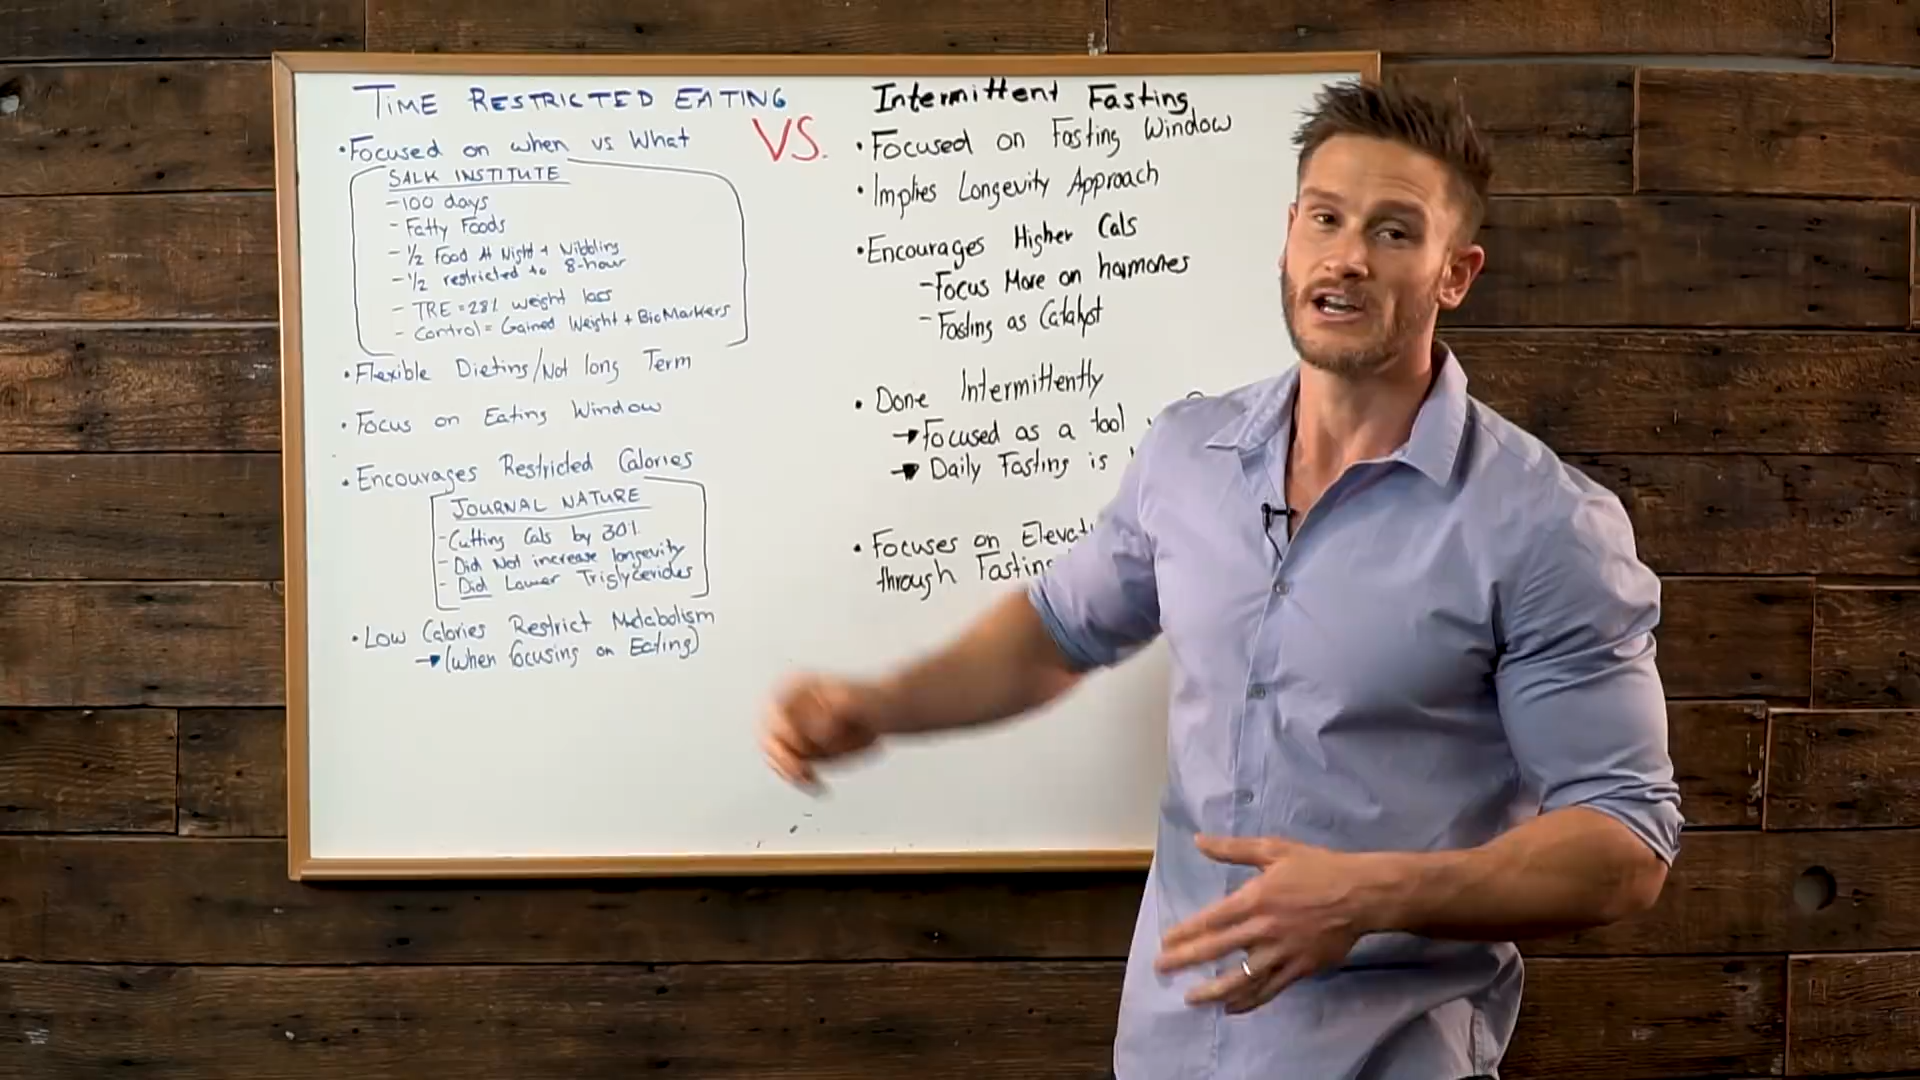 TIME RESTRICTED EATING
•Focused on when vs What
SALK INSTITUTE
-100 days
- Fatty Foods
- 1/2 Food At Night + Nibbling
- 1/2 restricted to 8-hour
- TRE = 28% weight loss
- Control = Gained Weight + BioMarkers
•Flexible Dieting/Not long Term
•Focus on Eating Window
•Encourages Restricted Calories
JOURNAL NATURE
-Cutting Cals by 30%
-Did Not increase longevity
-Did Lower Triglycerides
•Low Calories Restrict Metabolism
→(when focusing on Eating)
VS.
Intermittent Fasting
•Focused on Fasting Window
•Implies Longevity Approach
•Encourages Higher Cals
-Focus More on hormones
-Fasting as Catalyst
•Done Intermittently
→Focused as a tool
→Daily Fasting is
•Focuses on
through Fasting